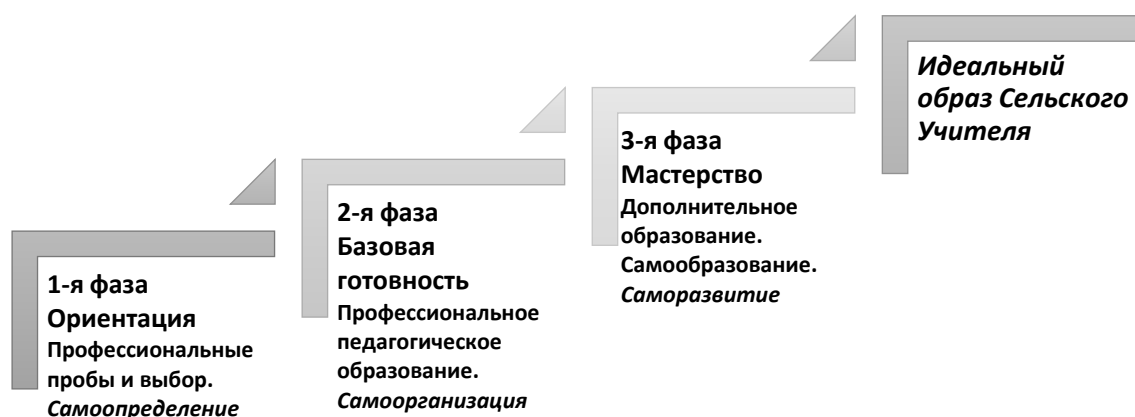 1-я фаза
Ориентация
Профессиональные
пробы и выбор.
Самоопределение
2-я фаза
Базовая
готовность
Профессиональное
педагогическое
образование.
Самоорганизация
3-я фаза
Мастерство
Дополнительное
образование.
Самообразование.
Саморазвитие
Идеальный
образ Сельского
Учителя